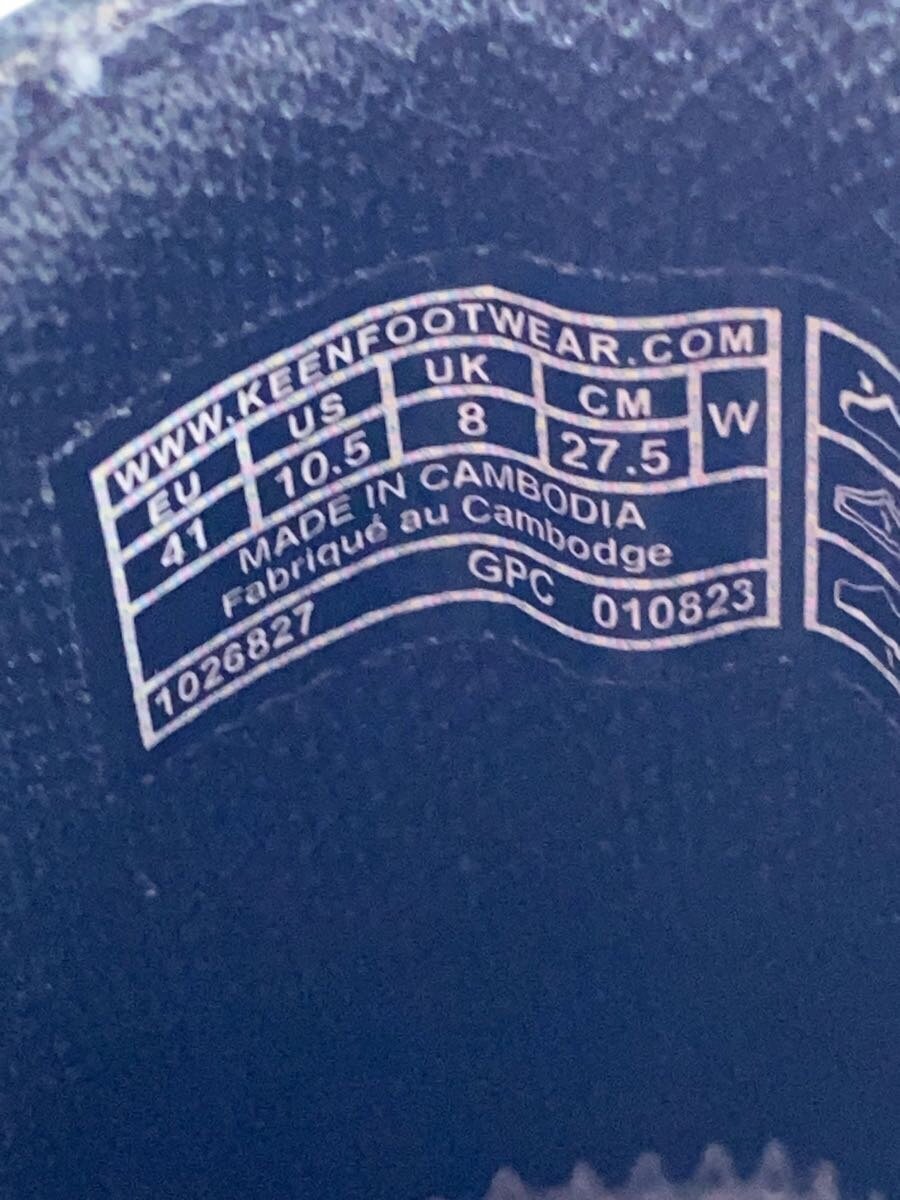 WWW.KEENFOOTWEAR.COM
EU US UK CM W
41 10.5 8 27.5
MADE IN CAMBODIA
Fabriqué au Cambodge
1026827 GPC 010823